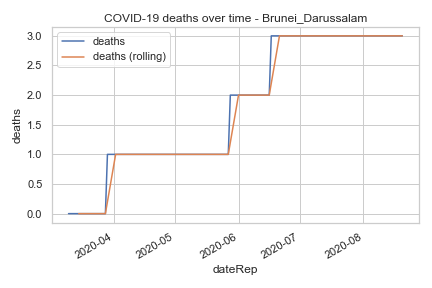 COVID-19 deaths over time - Brunei_Darussalam
deaths
deaths (rolling)
deaths
3.0
2.5
2.0
1.5
1.0
0.5
0.0
2020-04
2020-05
2020-06
2020-07
2020-08
dateRep